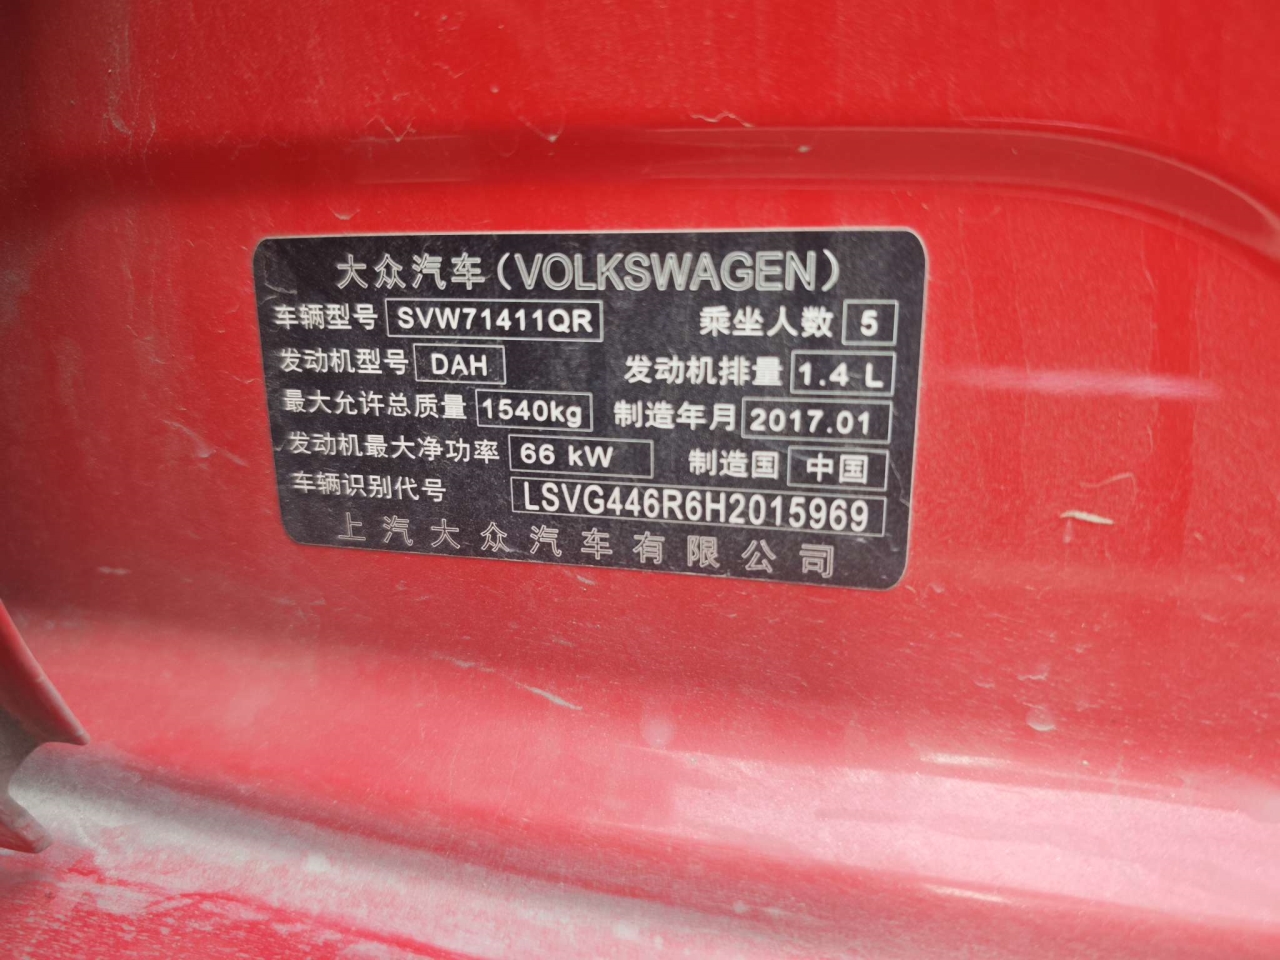 大众汽车(VOLKSWAGEN)
车辆型号 SVW71411QR 乘坐人数 5
发动机型号 DAH 发动机排量 1.4 L
最大允许总质量 1540kg 制造年月 2017.01
发动机最大净功率 66 kW 制造国 中国
车辆识别代号 LSVG446R6H2015969
上汽大众汽车有限公司